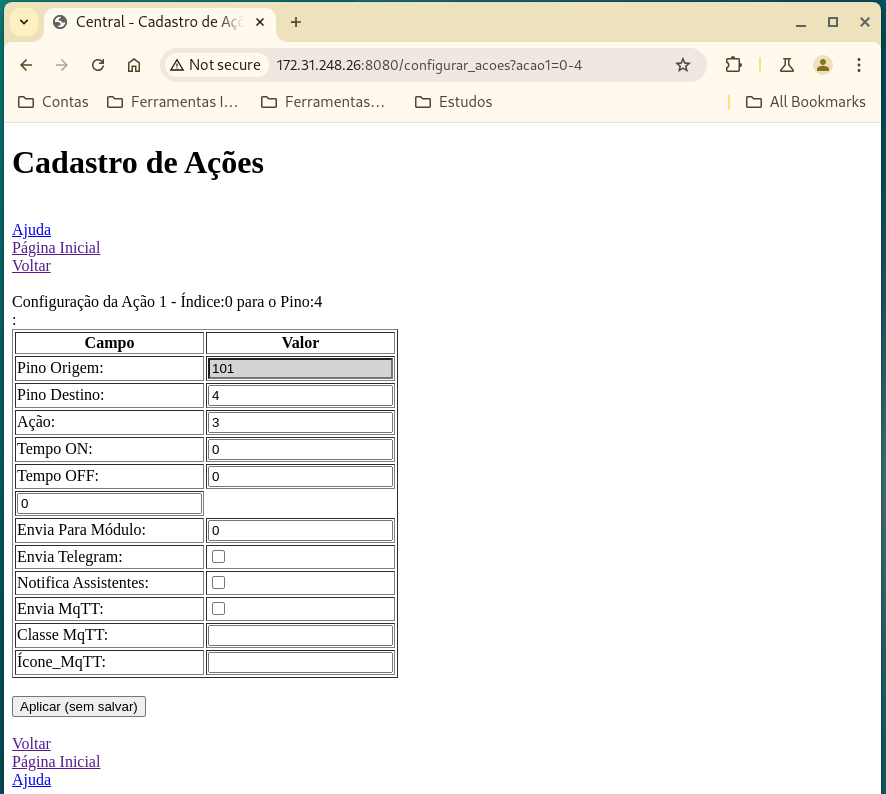 Central - Cadastro de Açõ
Not secure 172.31.248.26:8080/configurar_acoes?acao1=0-4
Contas Ferramentas I... Ferramentas... Estudos All Bookmarks
Cadastro de Ações
Ajuda
Página Inicial
Voltar
Configuração da Ação 1 - Índice:0 para o Pino:4
:
Campo Valor
Pino Origem: 101
Pino Destino: 4
Ação: 3
Tempo ON: 0
Tempo OFF: 0
0
Envia Para Módulo: 0
Envia Telegram:
Notifica Assistentes:
Envia MqTT:
Classe MqTT:
Ícone_MqTT:
Aplicar (sem salvar)
Voltar
Página Inicial
Ajuda